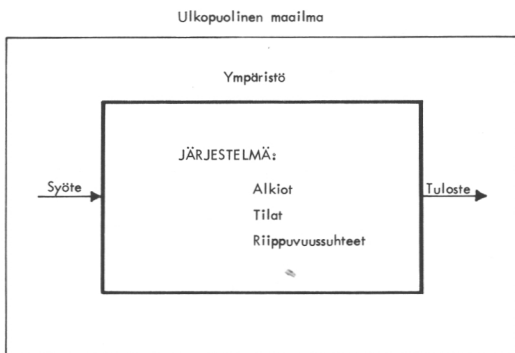 Ulkopuolinen maailma
Ympäristö
JÄRJESTELMÄ:
Syöte
Alkiot
Tuloste
Tilat
Riippuvuussuhteet